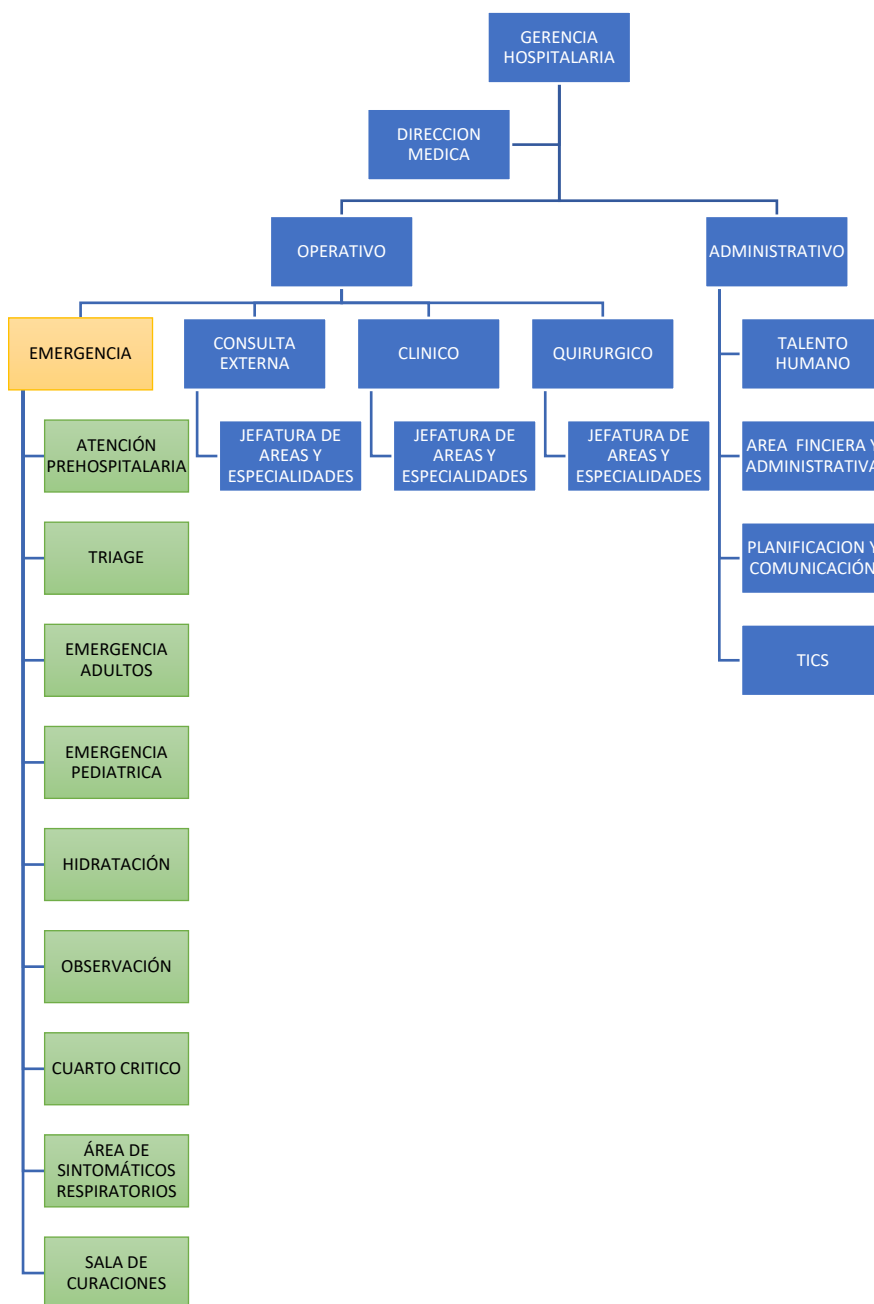 GERENCIA
HOSPITALARIA
DIRECCION
MEDICA
OPERATIVO
ADMINISTRATIVO
EMERGENCIA
CONSULTA
EXTERNA
CLINICO
QUIRURGICO
TALENTO
HUMANO
ATENCIÓN
PREHOSPITALARIA
JEFATURA DE
AREAS Y
ESPECIALIDADES
JEFATURA DE
AREAS Y
ESPECIALIDADES
JEFATURA DE
AREAS Y
ESPECIALIDADES
AREA FINCIERA Y
ADMINISTRATIVA
TRIAGE
PLANIFICACION Y
COMUNICACIÓN
EMERGENCIA
ADULTOS
TICS
EMERGENCIA
PEDIATRICA
HIDRATACIÓN
OBSERVACIÓN
CUARTO CRITICO
ÁREA DE
SINTOMÁTICOS
RESPIRATORIOS
SALA DE
CURACIONES